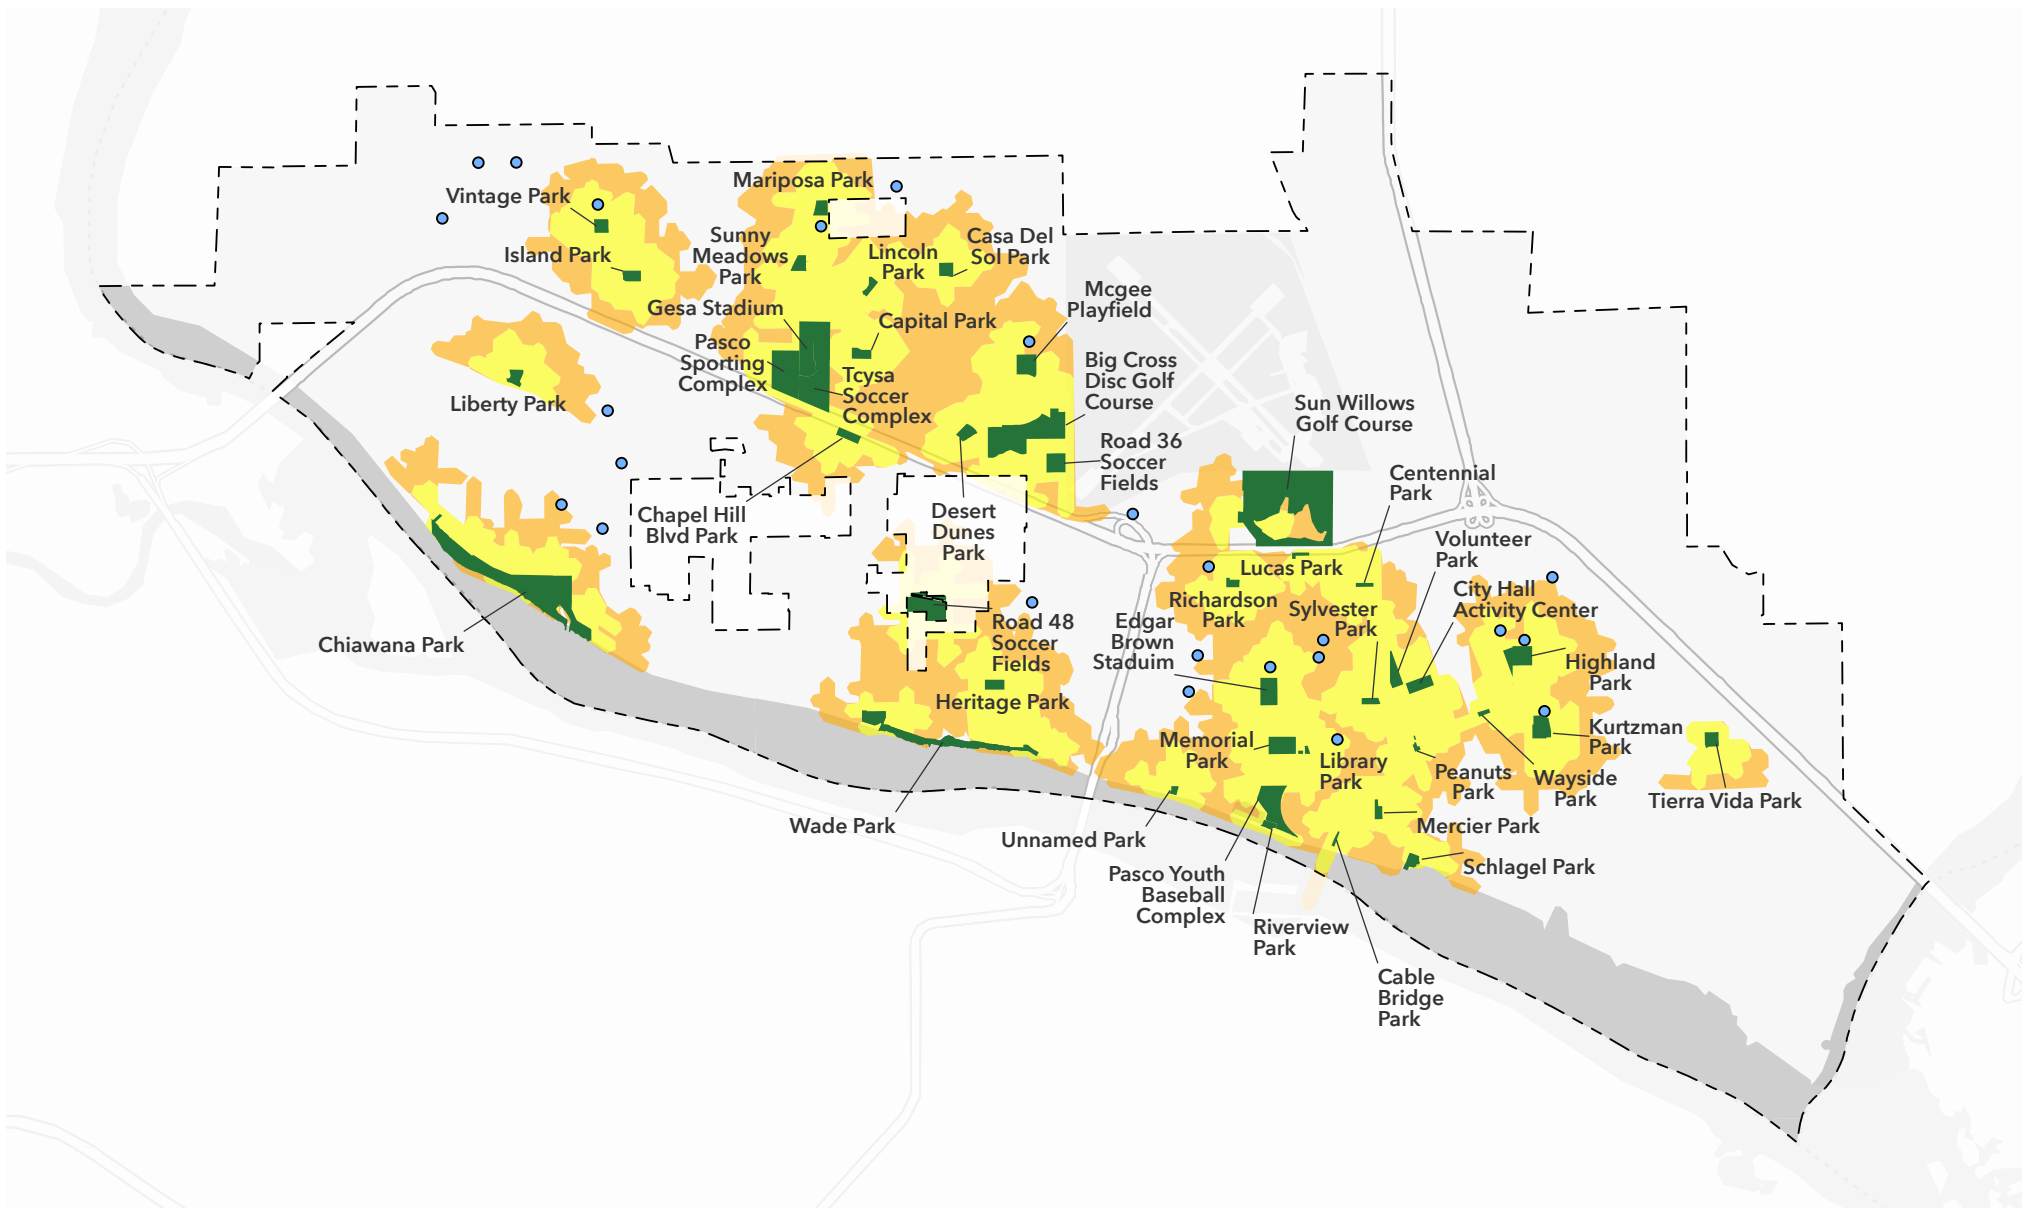 Mariposa Park
Vintage Park
Sunny
Meadows
Park
Casa Del
Sol Park
Lincoln
Park
Island Park
Mcgee
Playfield
Gesa Stadium
Capital Park
Pasco
Sporting
Complex
Big Cross
Disc Golf
Course
Tcysa
Soccer
Complex
Liberty Park
Sun Willows
Golf Course
Road 36
Soccer
Fields
Centennial
Park
Chapel Hill
Blvd Park
Desert
Dunes
Park
Volunteer
Park
Lucas Park
City Hall
Activity Center
Richardson
Park
Sylvester
Park
Edgar
Brown
Staduim
Road 48
Soccer
Fields
Chiawana Park
Highland
Park
Heritage Park
Kurtzman
Park
Memorial
Park
Library
Park
Peanuts
Park
Wayside
Park
Tierra Vida Park
Wade Park
Unnamed Park
Mercier Park
Schlagel Park
Pasco Youth
Baseball
Complex
Riverview
Park
Cable
Bridge
Park